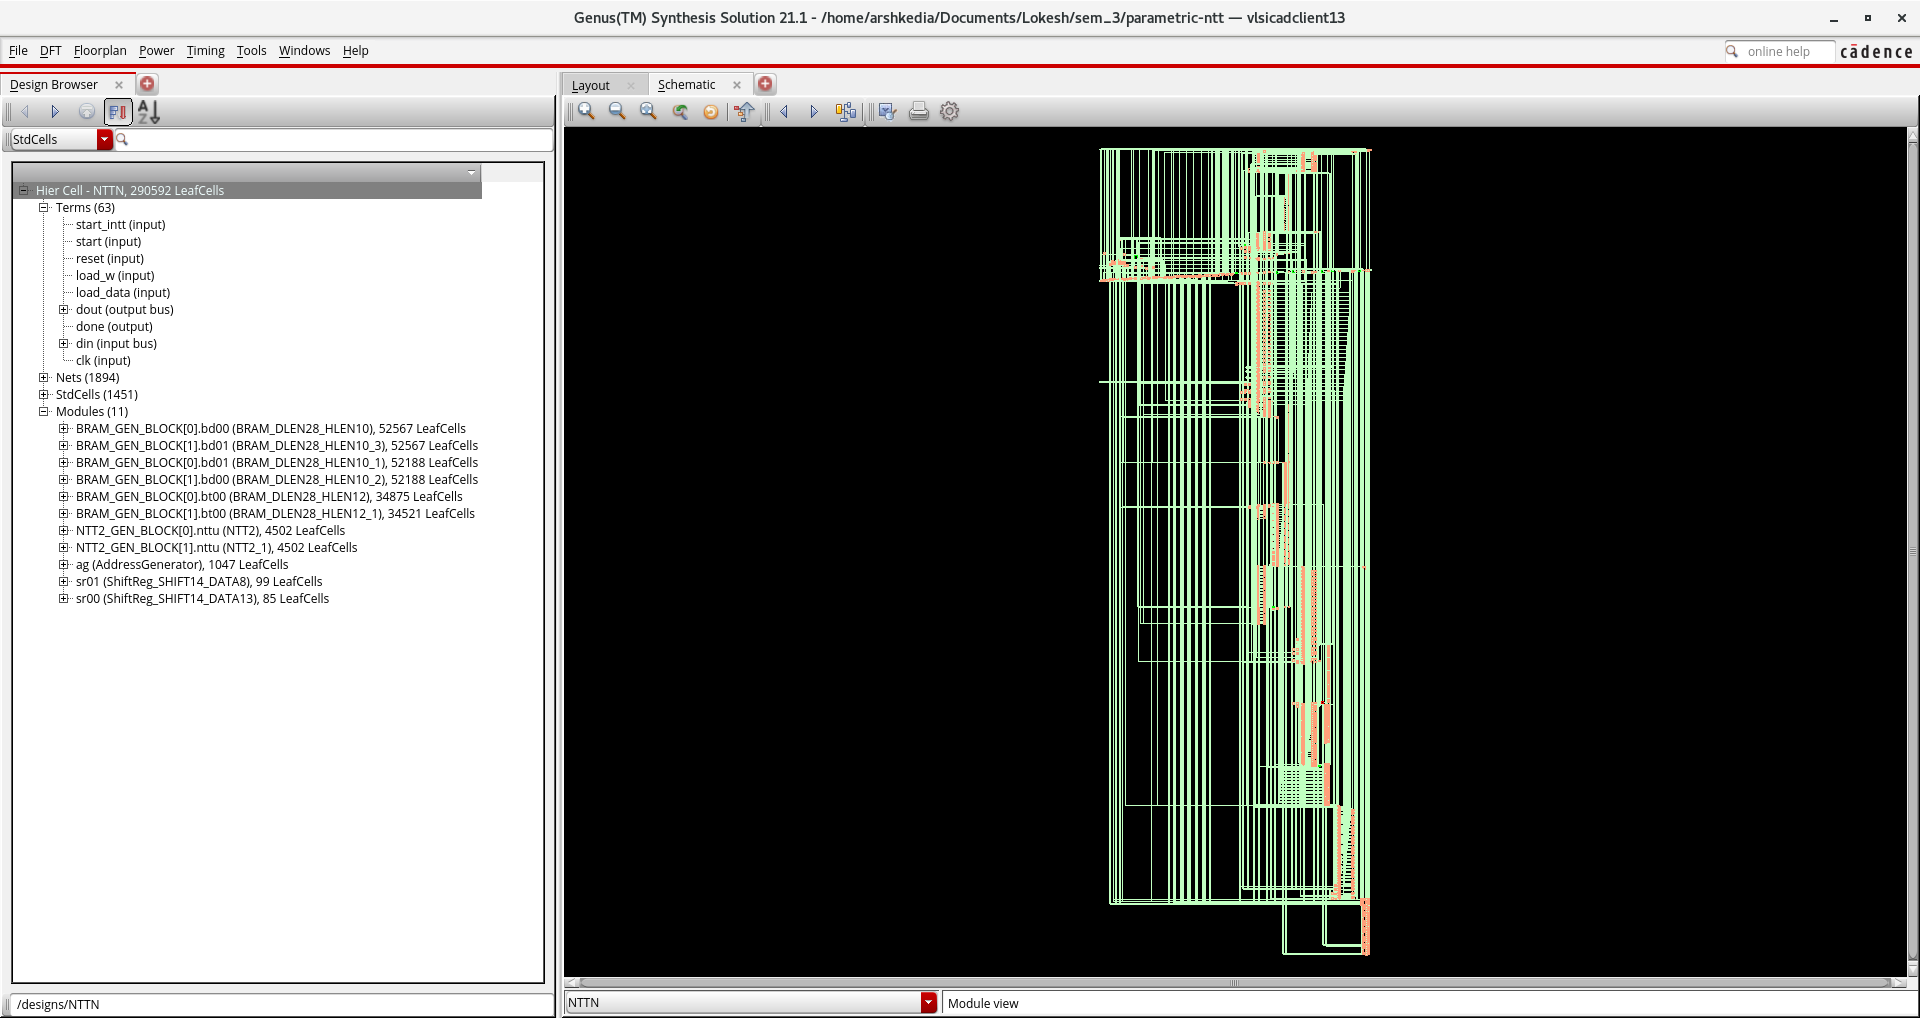 Genus(TM) Synthesis Solution 21.1 - /home/arshkedia/Documents/Lokesh/sem_3/parametric-ntt — vlsicadclient13
File DFT Floorplan Power Timing Tools Windows Help
online help
cādence
Design Browser
Layout
Schematic
StdCells
Hier Cell - NTTN, 290592 LeafCells
Terms (63)
start_intt (input)
start (input)
reset (input)
load_w (input)
load_data (input)
dout (output bus)
done (output)
din (input bus)
clk (input)
Nets (1894)
StdCells (1451)
Modules (11)
BRAM_GEN_BLOCK[0].bd00 (BRAM_DLEN28_HLEN10), 52567 LeafCells
BRAM_GEN_BLOCK[1].bd01 (BRAM_DLEN28_HLEN10_3), 52567 LeafCells
BRAM_GEN_BLOCK[0].bd01 (BRAM_DLEN28_HLEN10_1), 52188 LeafCells
BRAM_GEN_BLOCK[1].bd00 (BRAM_DLEN28_HLEN10_2), 52188 LeafCells
BRAM_GEN_BLOCK[0].bt00 (BRAM_DLEN28_HLEN12), 34875 LeafCells
BRAM_GEN_BLOCK[1].bt00 (BRAM_DLEN28_HLEN12_1), 34521 LeafCells
NTT2_GEN_BLOCK[0].nttu (NTT2), 4502 LeafCells
NTT2_GEN_BLOCK[1].nttu (NTT2_1), 4502 LeafCells
ag (AddressGenerator), 1047 LeafCells
sr01 (ShiftReg_SHIFT14_DATA8), 99 LeafCells
sr00 (ShiftReg_SHIFT14_DATA13), 85 LeafCells
/designs/NTTN
NTTN
Module view